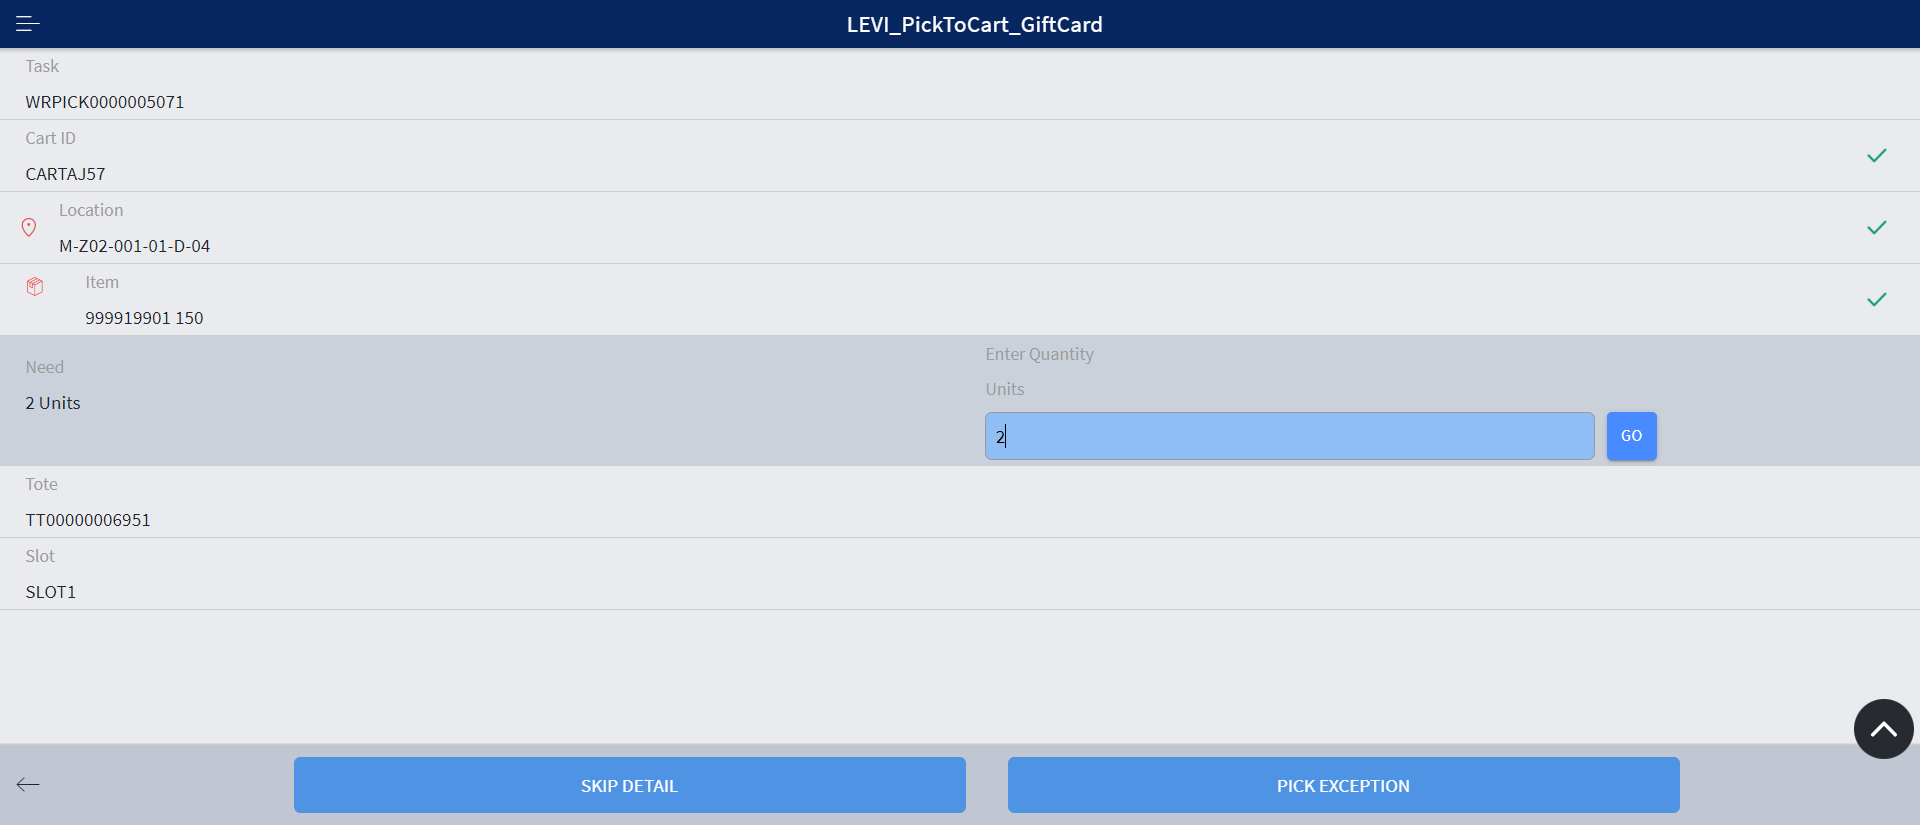 LEVI_PickToCart_GiftCard
Task
WRPICK0000005071
Cart ID
CARTAJ57
Location
M-Z02-001-01-D-04
Item
999919901 150
Need
2 Units
Enter Quantity
Units
2
GO
Tote
TT00000006951
Slot
SLOT1
SKIP DETAIL
PICK EXCEPTION